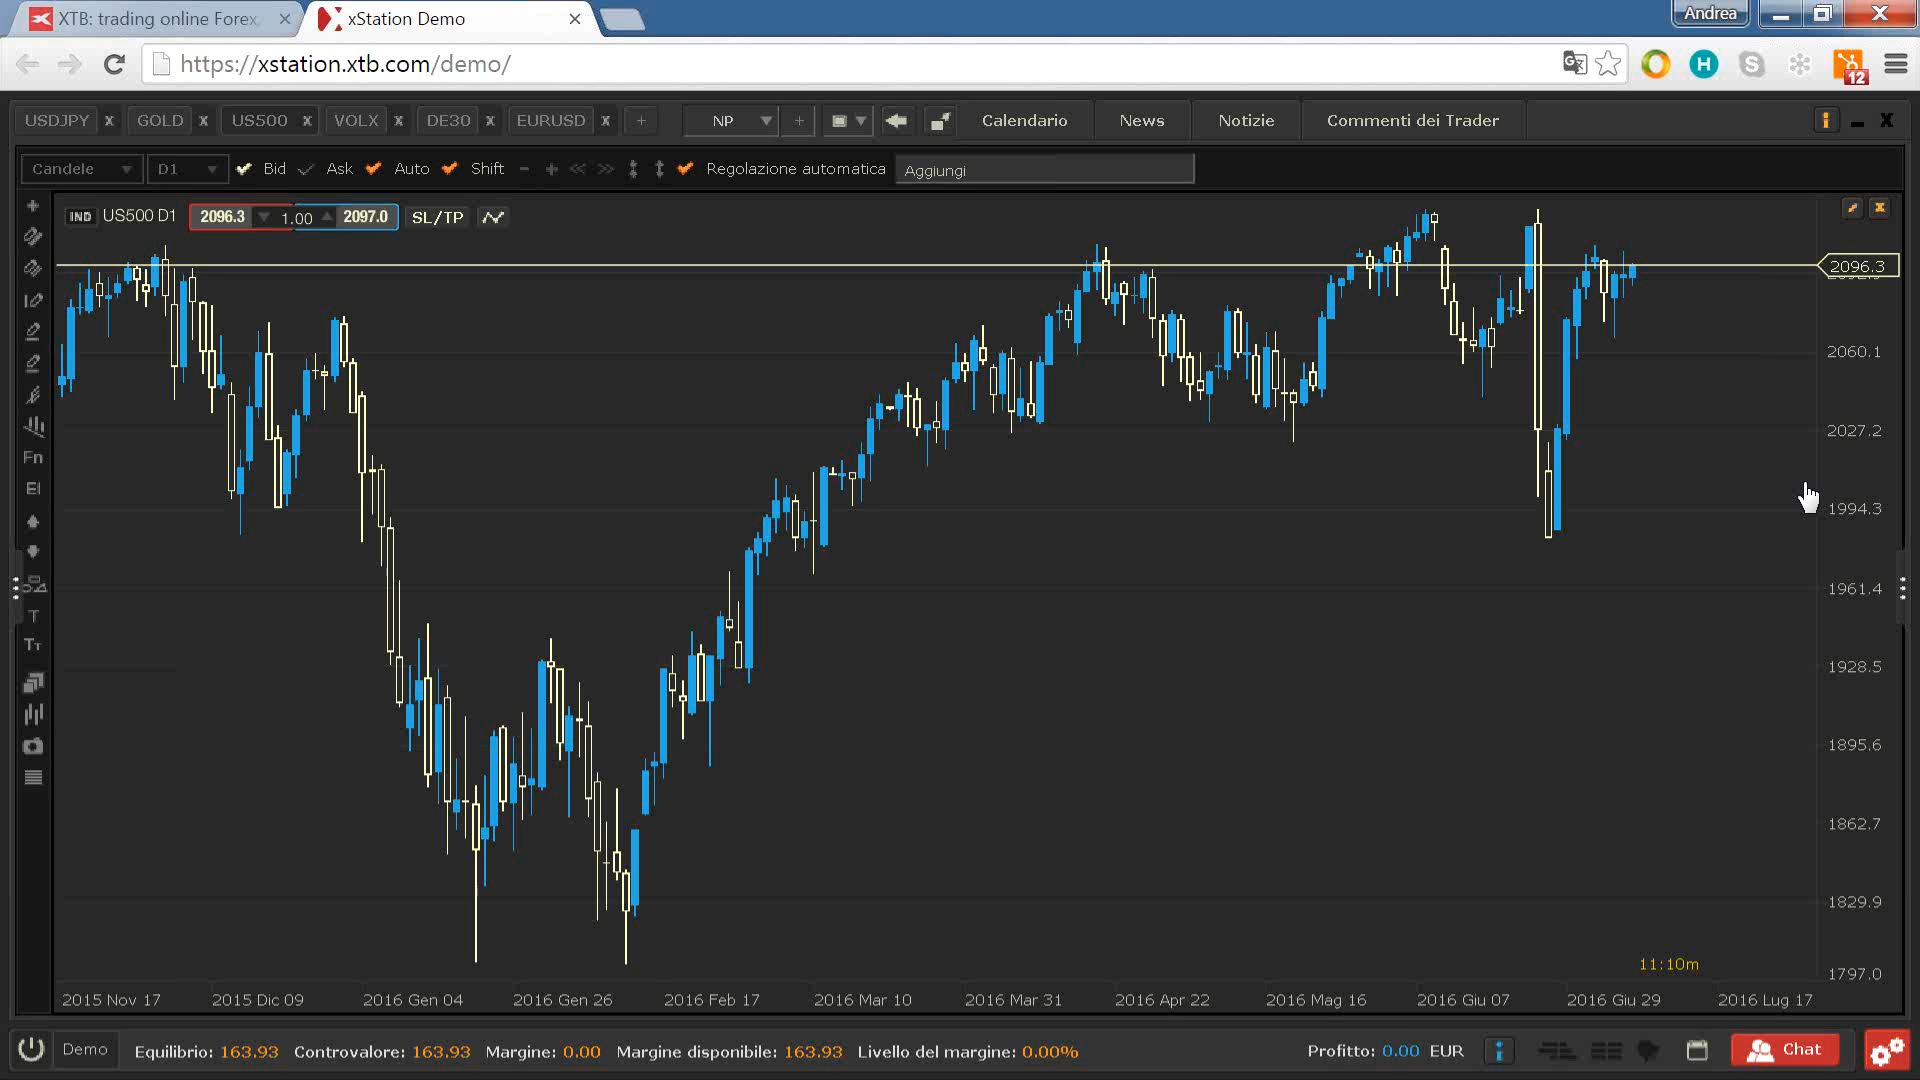 XTB: trading online Forex,
xStation Demo
Andrea
https://xstation.xtb.com/demo/
H
S
12
USDJPY x GOLD x US500 x VOLX x DE30 x EURUSD x +
NP
Calendario
News
Notizie
Commenti dei Trader
Candele D1 Bid Ask Auto Shift
Regolazione automatica
Aggiungi
IND US500 D1 2096.3 1.00 2097.0 SL/TP
2096.3
2060.1
2027.2
1994.3
1961.4
1928.5
1895.6
1862.7
1829.9
1797.0
Fn
EI
T
TT
11:10m
2015 Nov 17 2015 Dic 09 2016 Gen 04 2016 Gen 26 2016 Feb 17 2016 Mar 10 2016 Mar 31 2016 Apr 22 2016 Mag 16 2016 Giu 07 2016 Giu 29 2016 Lug 17
Demo Equilibrio: 163.93 Controvalore: 163.93 Margine: 0.00 Margine disponibile: 163.93 Livello del margine: 0.00% Profitto: 0.00 EUR
Chat